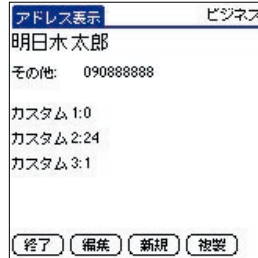 アドレス表示 ビジネス
明日木太郎
その他: 090888888
カスタム 1:0
カスタム 2:24
カスタム 3:1
終了 編集 新規 複製